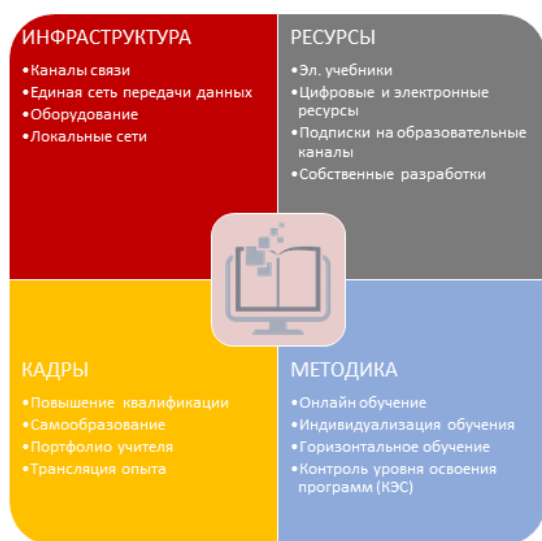 ИНФРАСТРУКТУРА
•Каналы связи
•Единая сеть передачи данных
•Оборудование
•Локальные сети
РЕСУРСЫ
•Эл. учебники
•Цифровые и электронные
ресурсы
•Подписки на образовательные
каналы
•Собственные разработки
КАДРЫ
•Повышение квалификации
•Самообразование
•Портфолио учителя
•Трансляция опыта
МЕТОДИКА
•Онлайн обучение
•Индивидуализация обучения
•Горизонтальное обучение
•Контроль уровня освоения
программ (КЭС)